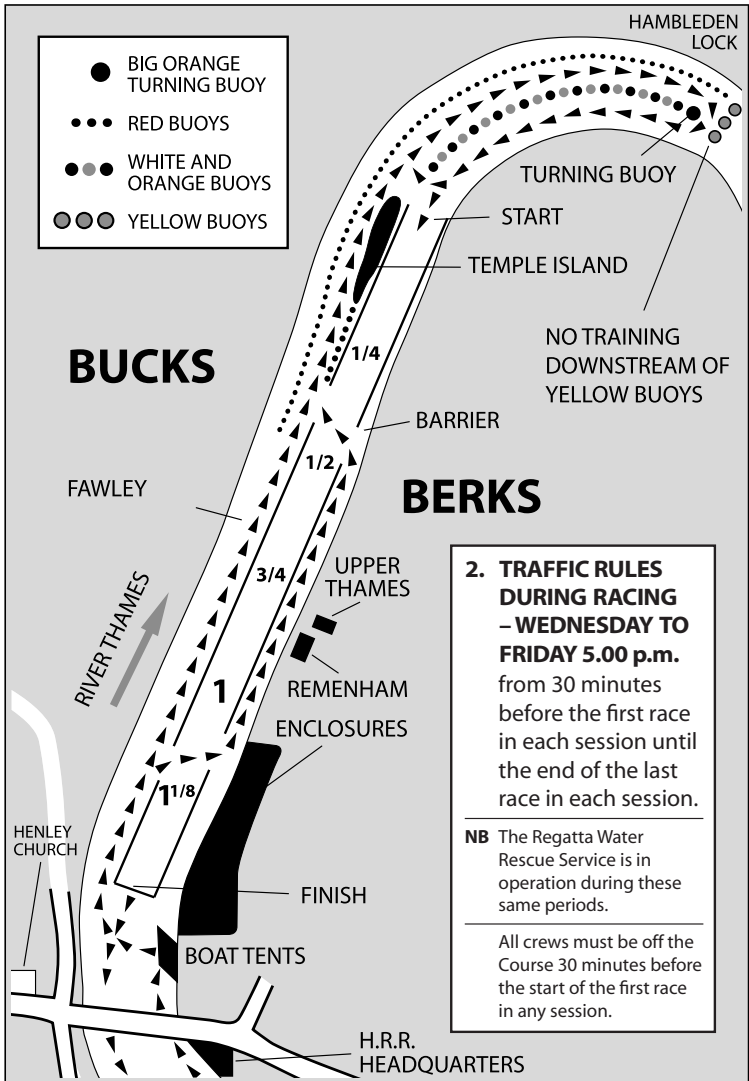 HAMBLEDEN
LOCK
BIG ORANGE
TURNING BUOY
RED BUOYS
WHITE AND
ORANGE BUOYS
YELLOW BUOYS
TURNING BUOY
START
TEMPLE ISLAND
NO TRAINING
DOWNSTREAM OF
YELLOW BUOYS
1/4
BUCKS
BARRIER
1/2
FAWLEY
BERKS
3/4
UPPER
THAMES
RIVER THAMES
REMENHAM
1
ENCLOSURES
1 1/8
HENLEY
CHURCH
FINISH
BOAT TENTS
H.R.R.
HEADQUARTERS
2. TRAFFIC RULES
DURING RACING
– WEDNESDAY TO
FRIDAY 5.00 p.m.
from 30 minutes
before the first race
in each session until
the end of the last
race in each session.
NB The Regatta Water
Rescue Service is in
operation during these
same periods.
All crews must be off the
Course 30 minutes before
the start of the first race
in any session.